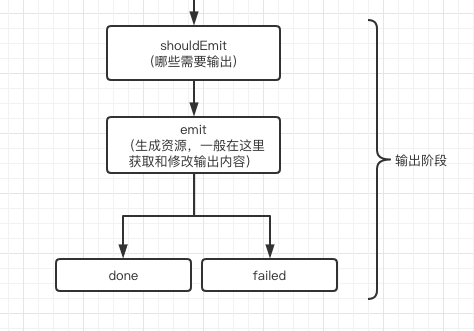 shouldEmit
（哪些需要输出）
emit
（生成资源，一般在这里
获取和修改输出内容）
输出阶段
done
failed